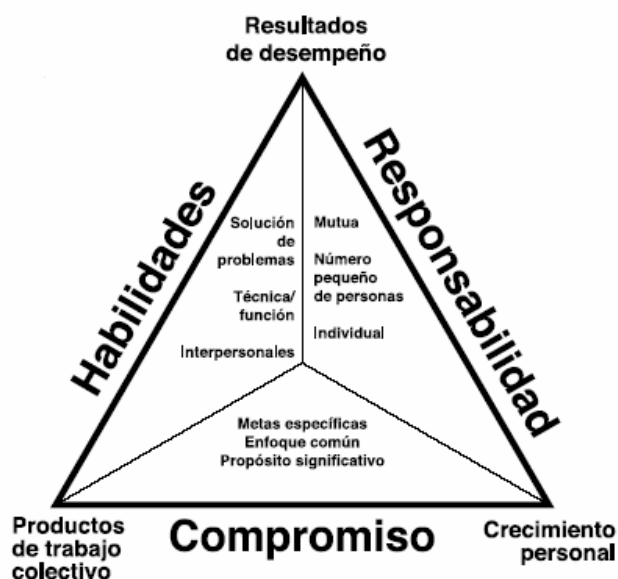 Resultados
de desempeño
Habilidades
Responsabilidad
Solución
de
problemas
Técnica/
función
Interpersonales
Mutua
Número
pequeño
de personas
Individual
Metas específicas
Enfoque común
Propósito significativo
Productos
de trabajo
colectivo
Compromiso
Crecimiento
personal